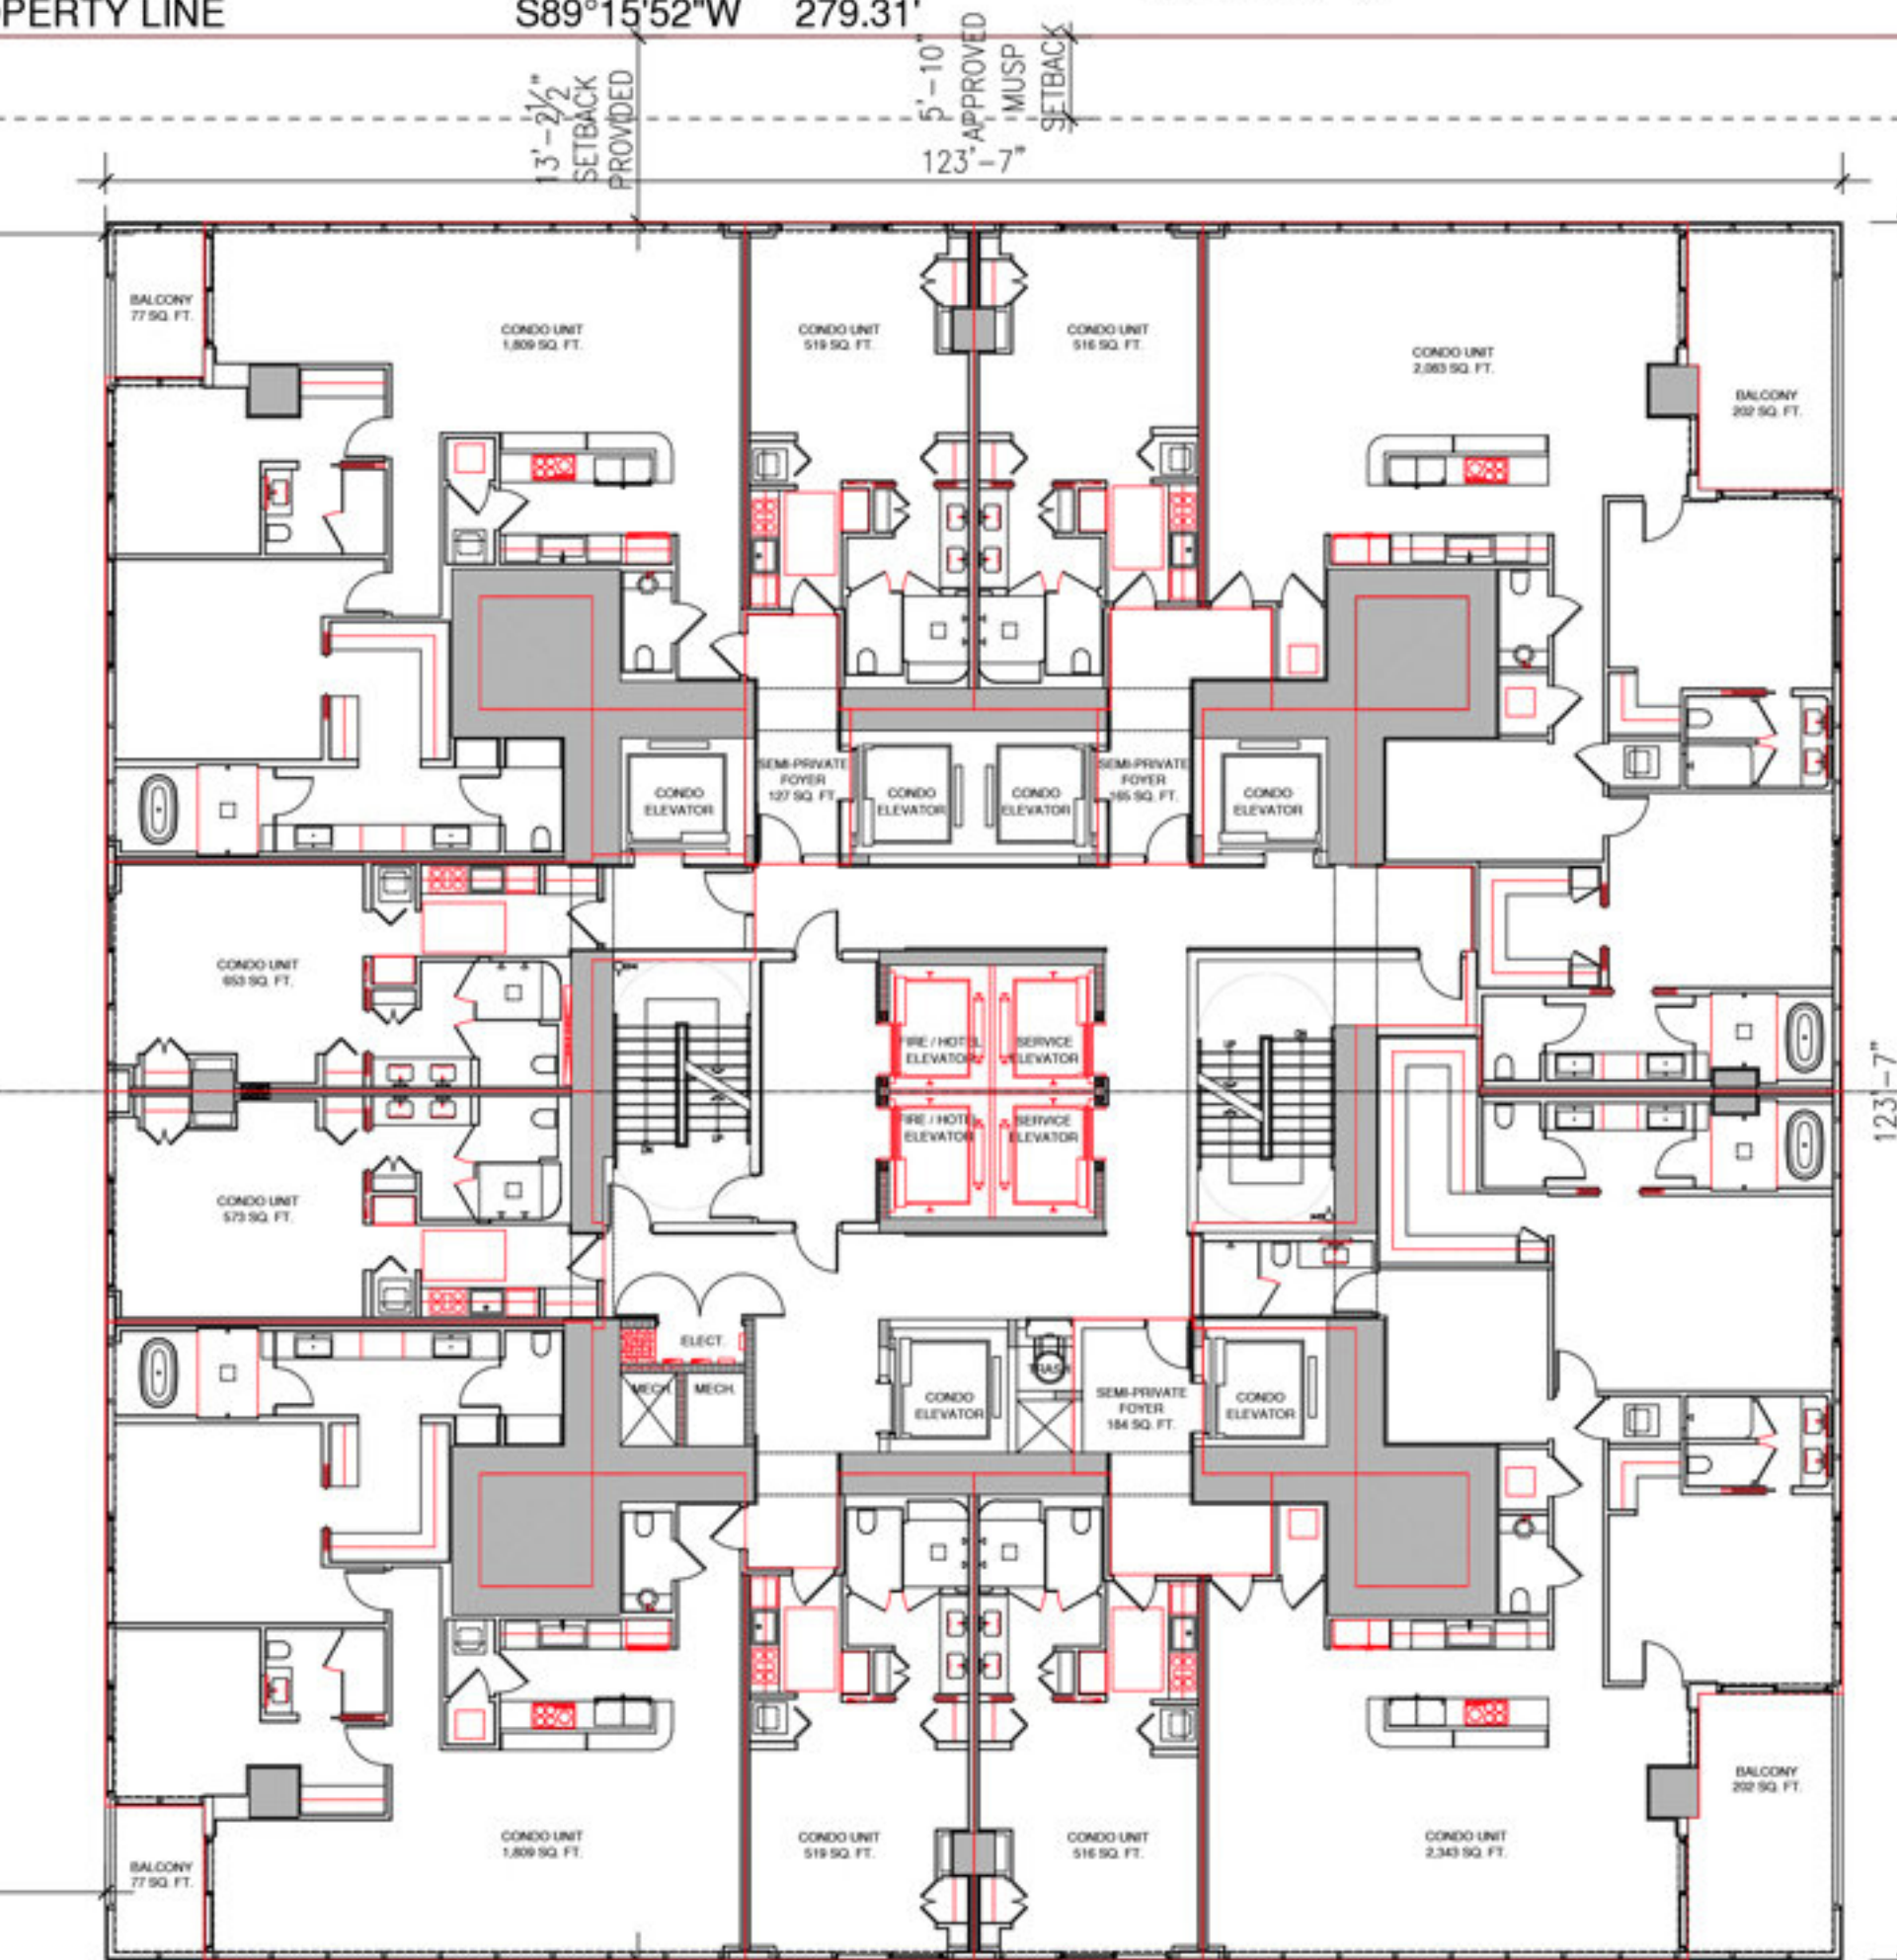 PERTY LINE
S89°15'52"W 279.31'
13'-2½"
SETBACK
PROVIDED
5'-10"
APPROVED
MUSP
SETBACK
123'-7"
BALCONY
77 SQ. FT.
CONDO UNIT
1,809 SQ. FT.
CONDO UNIT
519 SQ. FT.
CONDO UNIT
516 SQ. FT.
CONDO UNIT
2,083 SQ. FT.
BALCONY
202 SQ. FT.
CONDO
ELEVATOR
SEMI-PRIVATE
FOYER
127 SQ. FT.
CONDO
ELEVATOR
CONDO
ELEVATOR
SEMI-PRIVATE
FOYER
165 SQ. FT.
CONDO
ELEVATOR
CONDO UNIT
653 SQ. FT.
FIRE / HOTEL
ELEVATOR
SERVICE
ELEVATOR
UP
DN
123'-7"
FIRE / HOTEL
ELEVATOR
SERVICE
ELEVATOR
DN
UP
CONDO UNIT
573 SQ. FT.
ELECT.
MECH.
MECH.
CONDO
ELEVATOR
TRASH
SEMI-PRIVATE
FOYER
184 SQ. FT.
CONDO
ELEVATOR
BALCONY
202 SQ. FT.
CONDO UNIT
1,809 SQ. FT.
CONDO UNIT
519 SQ. FT.
CONDO UNIT
516 SQ. FT.
CONDO UNIT
2,343 SQ. FT.
BALCONY
77 SQ. FT.